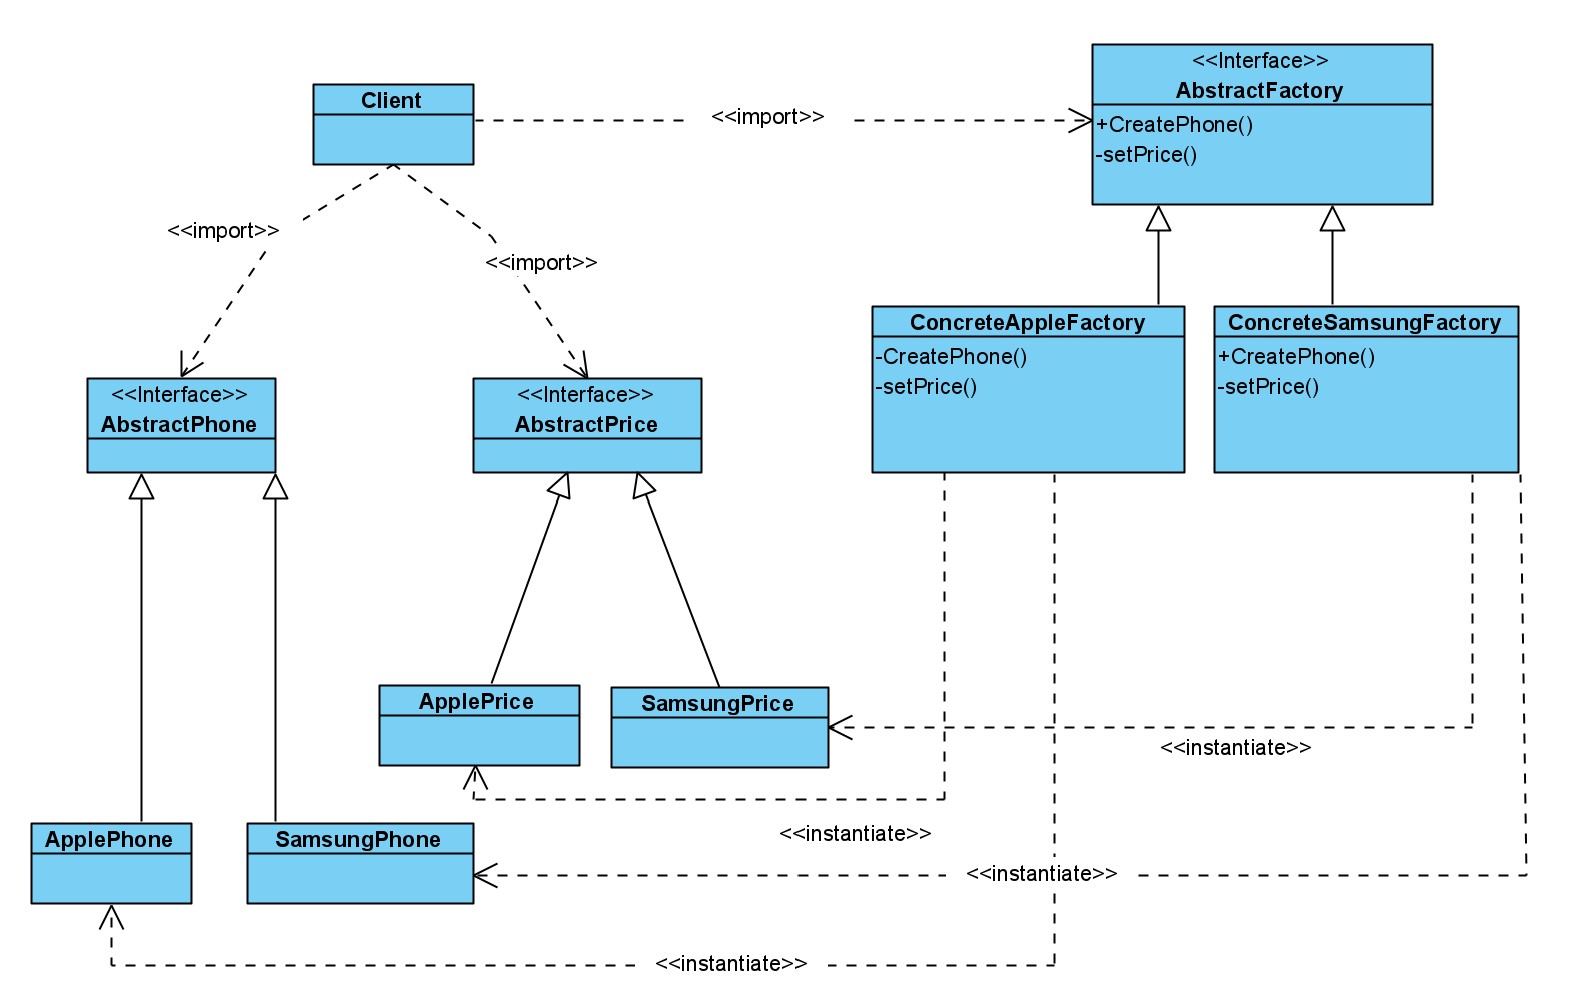 <<Interface>>
AbstractFactory
+CreatePhone()
-setPrice()
Client
<<import>>
<<import>>
<<import>>
ConcreteAppleFactory
-CreatePhone()
-setPrice()
ConcreteSamsungFactory
+CreatePhone()
-setPrice()
<<Interface>>
AbstractPhone
<<Interface>>
AbstractPrice
ApplePrice
SamsungPrice
<<instantiate>>
<<instantiate>>
ApplePhone
SamsungPhone
<<instantiate>>
<<instantiate>>